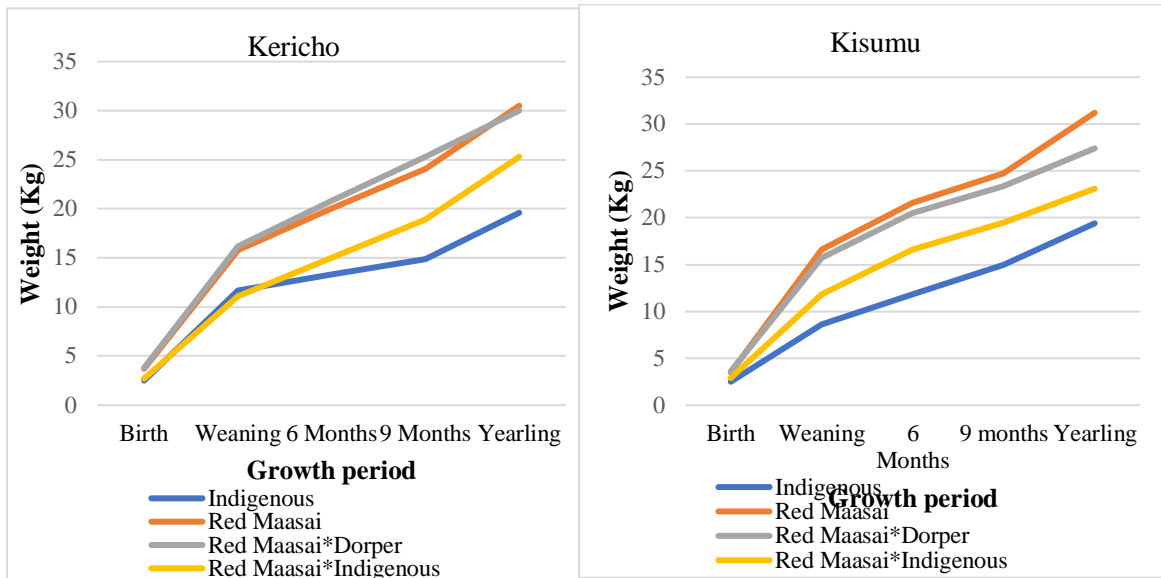 Kericho
Weight (Kg)
35
30
25
20
15
10
5
0
Birth Weaning 6 Months 9 Months Yearling
Growth period
Indigenous
Red Maasai
Red Maasai*Dorper
Red Maasai*Indigenous
Kisumu
Weight (Kg)
35
30
25
20
15
10
5
0
Birth Weaning 6 9 months Yearling
Months
Growth period
Indigenous
Red Maasai
Red Maasai*Dorper
Red Maasai*Indigenous